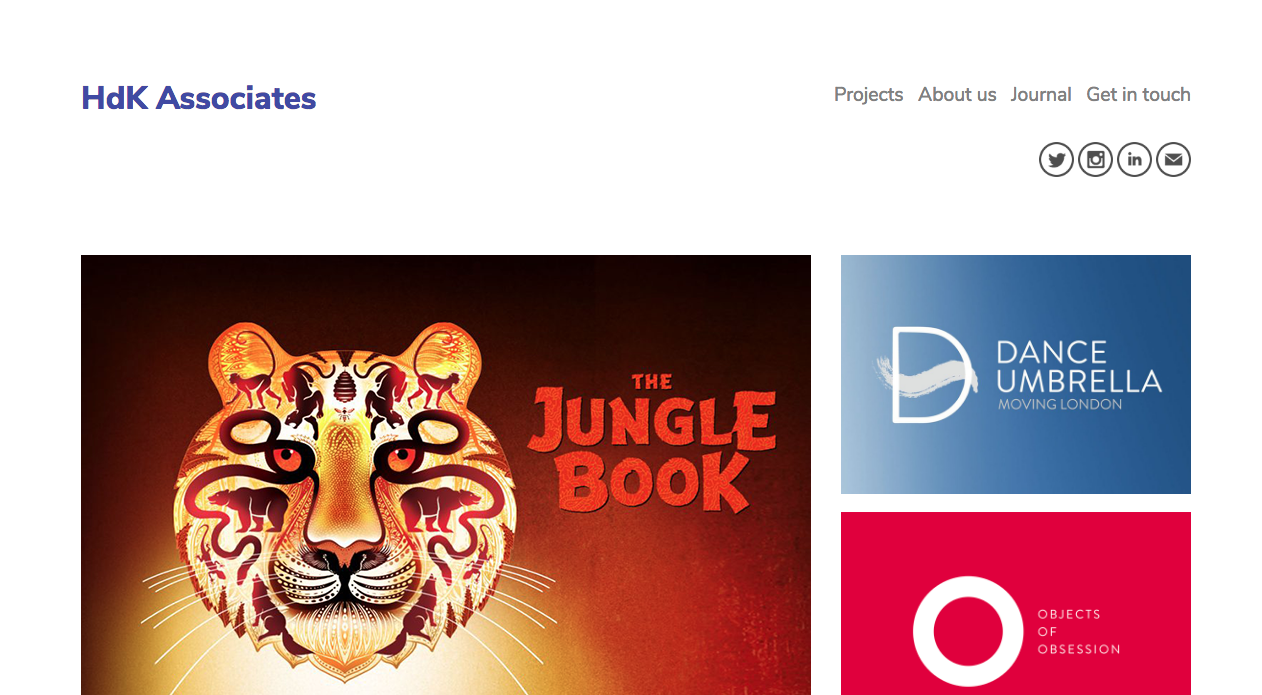 HdK Associates
Projects About us Journal Get in touch
in
THE
JUNGLE
BOOK
D
DANCE
UMBRELLA
MOVING LONDON
OBJECTS
OF
OBSESSION